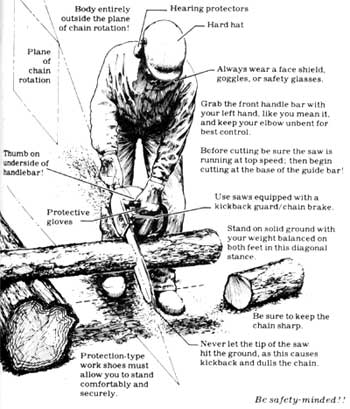 Body entirely
outside the plane
of chain rotation!
Hearing protectors
Hard hat
Plane
of
chain
rotation
Always wear a face shield,
goggles, or safety glasses.
Grab the front handle bar with
your left hand, like you mean it,
and keep your elbow unbent for
best control.
Before cutting be sure the saw is
running at top speed; then begin
cutting at the base of the guide bar!
Thumb on
underside of
handlebar!
Use saws equipped with a
kickback guard/chain brake.
Protective
gloves
Stand on solid ground with
your weight balanced on
both feet in this diagonal
stance.
Be sure to keep the
chain sharp.
Never let the tip of the saw
hit the ground, as this causes
kickback and dulls the chain.
Protection-type
work shoes must
allow you to stand
comfortably and
securely.
Be safety-minded!!